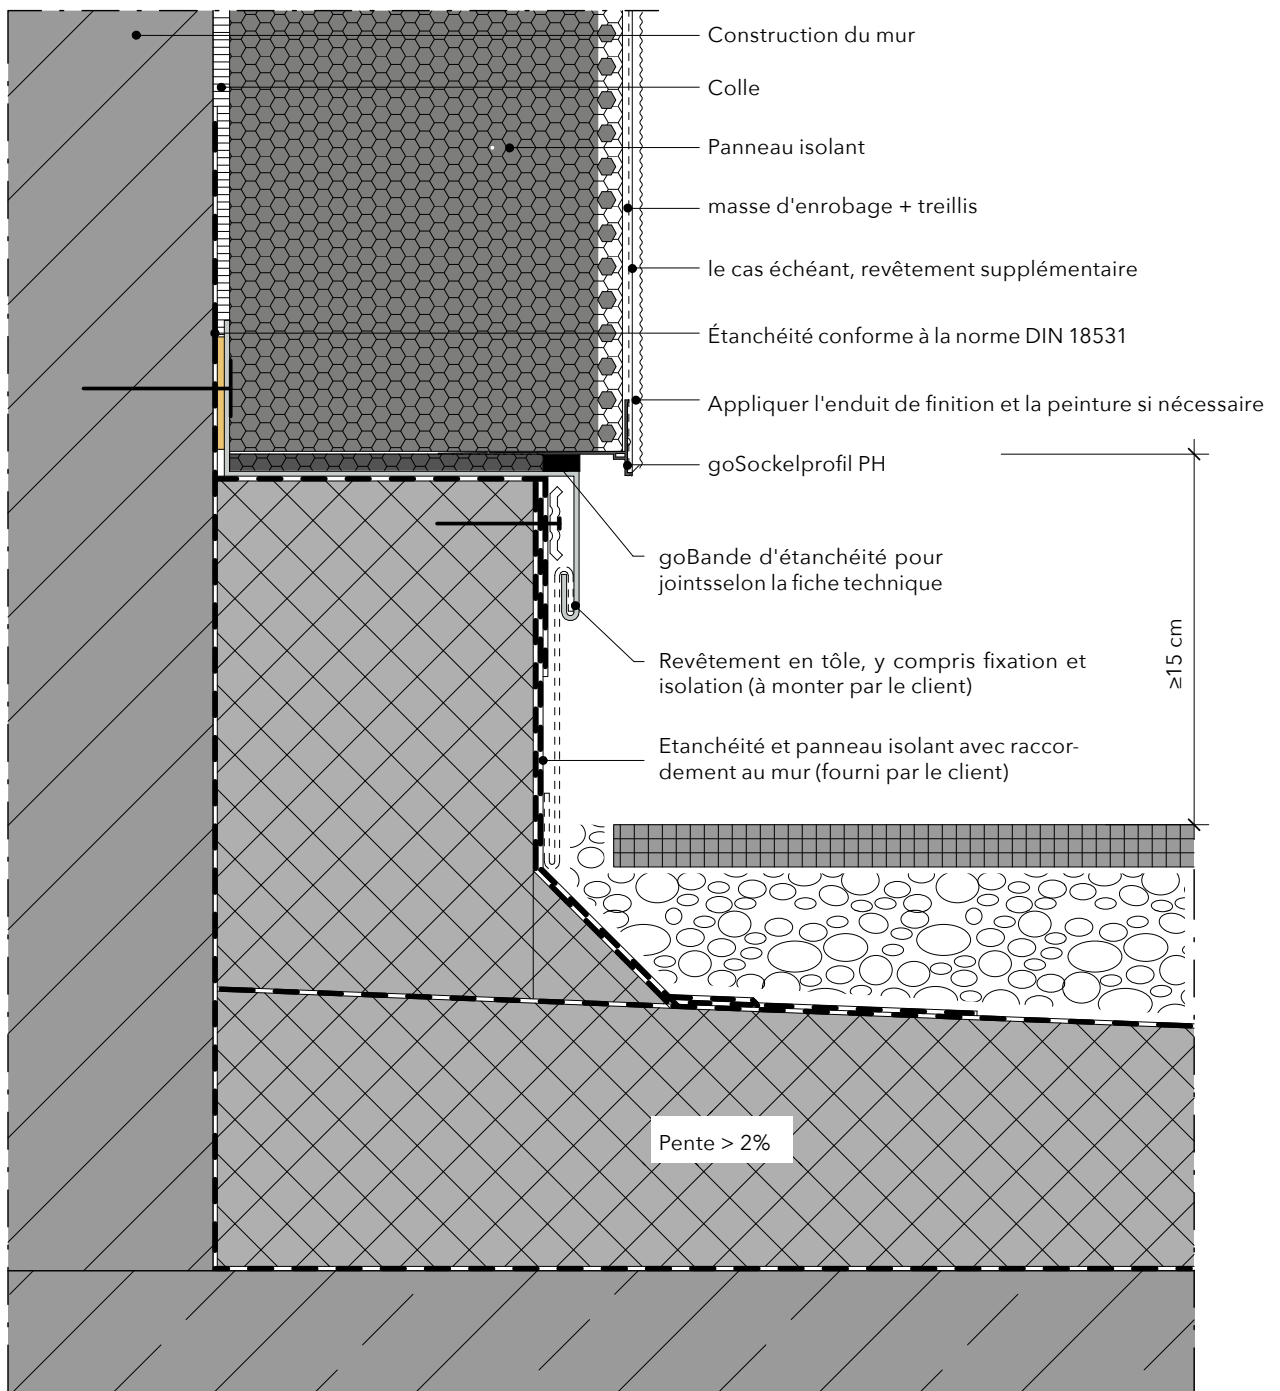 Construction du mur
Colle
Panneau isolant
masse d'enrobage + treillis
le cas échéant, revêtement supplémentaire
Étanchéité conforme à la norme DIN 18531
Appliquer l'enduit de finition et la peinture si nécessaire
goSockelprofil PH
goBande d'étanchéité pour
jointsselon la fiche technique
Revêtement en tôle, y compris fixation et
isolation (à monter par le client)
≥15 cm
Etanchéité et panneau isolant avec raccor-
dement au mur (fourni par le client)
Pente > 2%